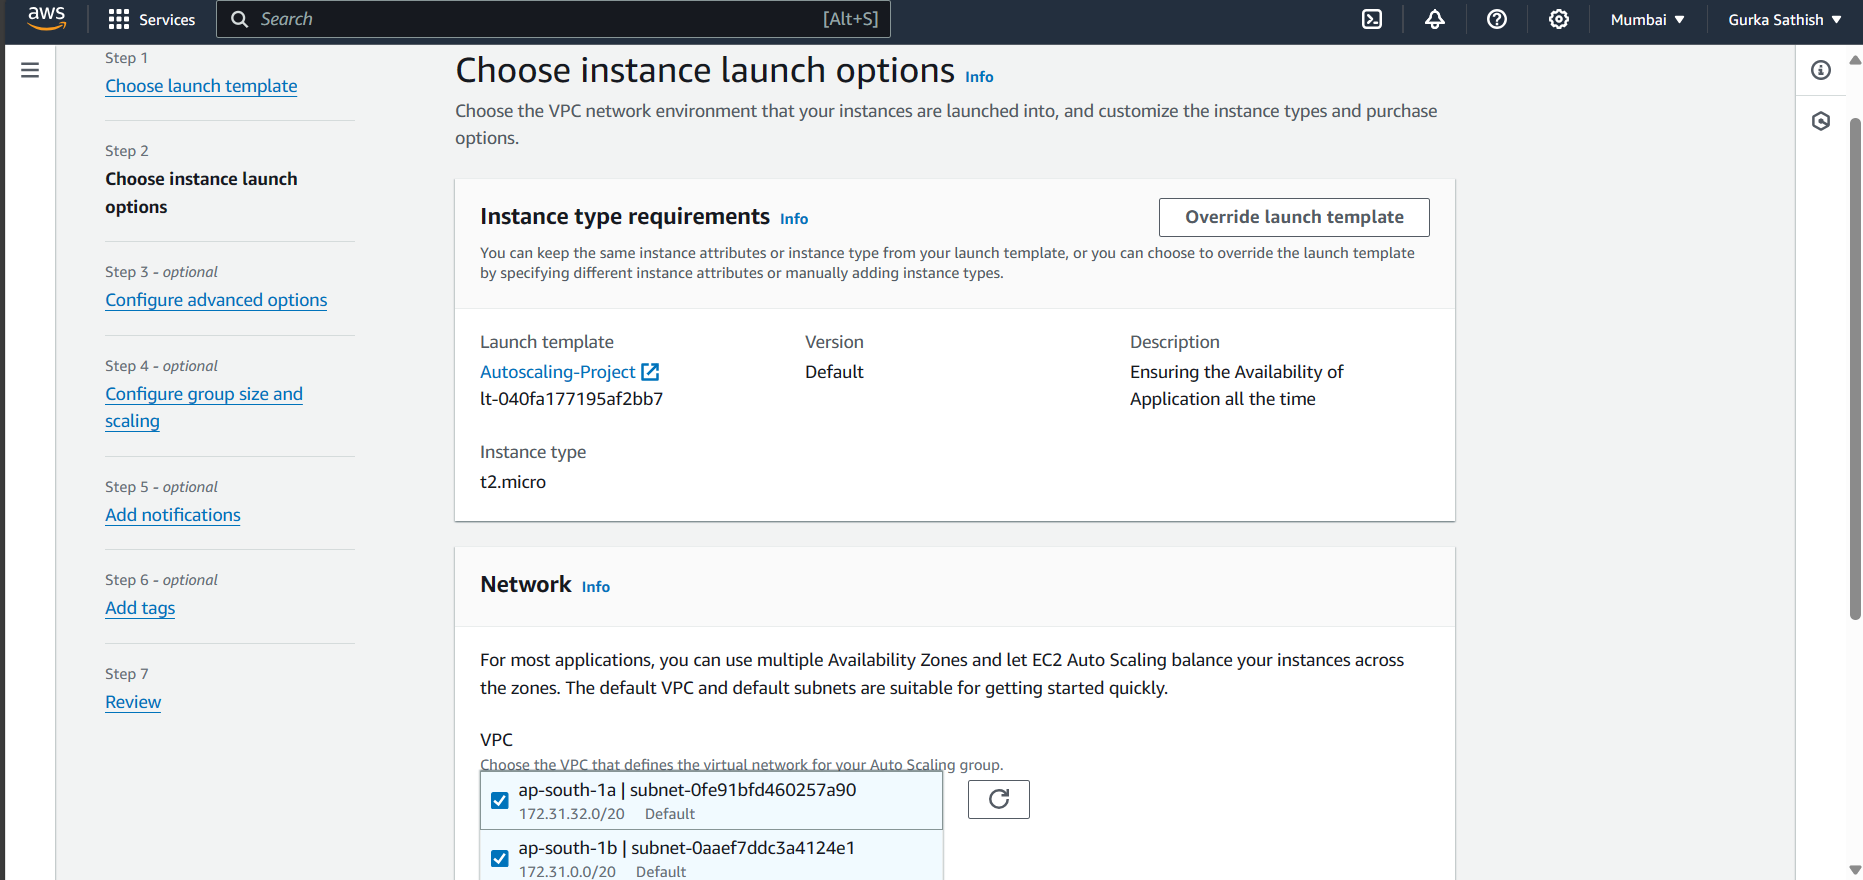 aws
Services
Search
[Alt+S]
Mumbai
Gurka Sathish
Step 1
Choose launch template
Step 2
Choose instance launch
options
Step 3 - optional
Configure advanced options
Step 4 - optional
Configure group size and
scaling
Step 5 - optional
Add notifications
Step 6 - optional
Add tags
Step 7
Review
Choose instance launch options Info
Choose the VPC network environment that your instances are launched into, and customize the instance types and purchase
options.
Instance type requirements Info
Override launch template
You can keep the same instance attributes or instance type from your launch template, or you can choose to override the launch template
by specifying different instance attributes or manually adding instance types.
Launch template
Autoscaling-Project
lt-040fa177195af2bb7
Version
Default
Description
Ensuring the Availability of
Application all the time
Instance type
t2.micro
Network Info
For most applications, you can use multiple Availability Zones and let EC2 Auto Scaling balance your instances across
the zones. The default VPC and default subnets are suitable for getting started quickly.
VPC
Choose the VPC that defines the virtual network for your Auto Scaling group.
ap-south-1a | subnet-0fe91bfd460257a90
172.31.32.0/20 Default
ap-south-1b | subnet-0aaef7ddc3a4124e1
172.31.0.0/20 Default